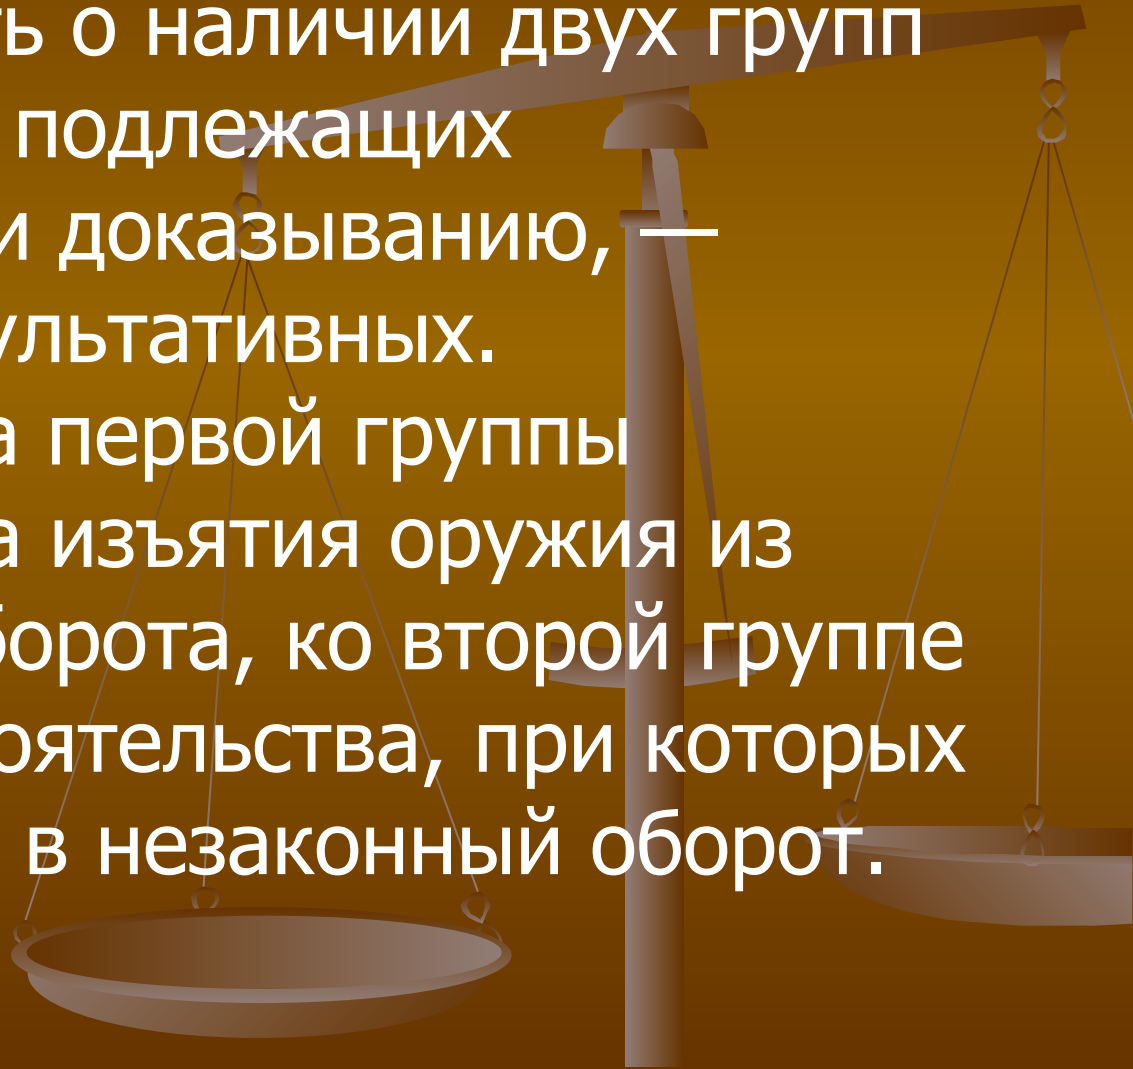 ть о наличии двух групп
подлежащих
и доказыванию, —
ультативных.
а первой группы
а изъятия оружия из
борота, ко второй группе
оятельства, при которых
в незаконный оборот.